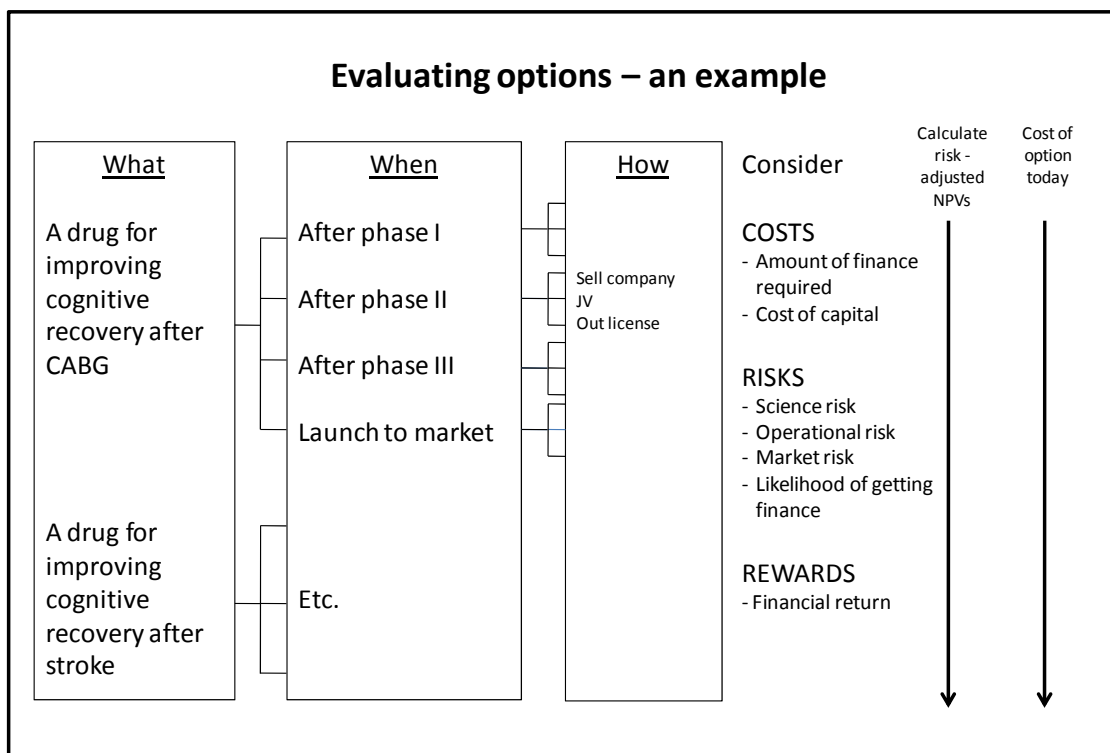 Evaluating options – an example
What
A drug for
improving
cognitive
recovery after
CABG
A drug for
improving
cognitive
recovery after
stroke
When
After phase I
After phase II
After phase III
Launch to market
Etc.
How
Sell company
JV
Out license
Consider
COSTS
- Amount of finance
required
- Cost of capital
RISKS
- Science risk
- Operational risk
- Market risk
- Likelihood of getting
finance
REWARDS
- Financial return
Calculate
risk -
adjusted
NPVs
Cost of
option
today